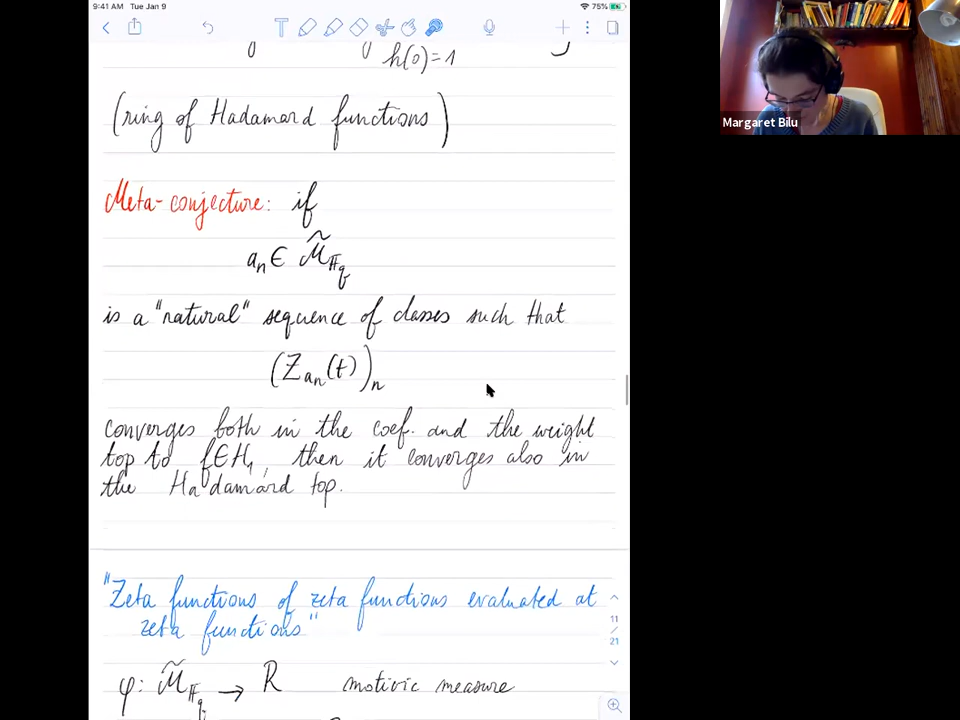 9:41 AM Tue Jan 9
75%
h(0)=1
(ring of Hadamard functions)
Meta-conjecture: if
aₙ ∈ M̃_𝔽q
is a "natural" sequence of classes such that
(Z_aₙ(t))ₙ
converges both in the coef. and the weight
top to f∈H₁, then it converges also in
the Hadamard top.
"Zeta functions of zeta functions evaluated at
zeta functions"
φ: M̃_𝔽q → R motivic measure
11
/
21
Margaret Bilu